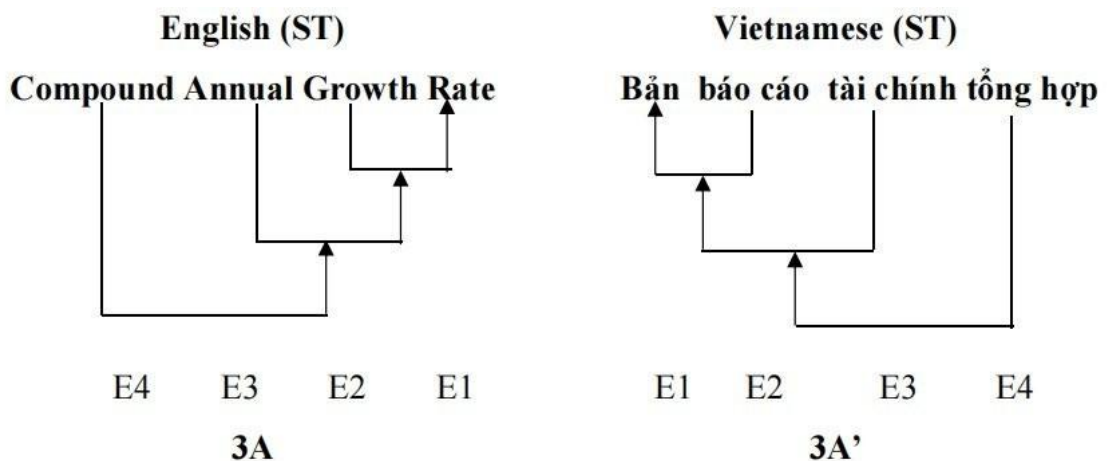 English (ST)
Vietnamese (ST)
Compound Annual Growth Rate
Bản báo cáo tài chính tổng hợp
E4 E3 E2 E1
E1 E2 E3 E4
3A
3A’